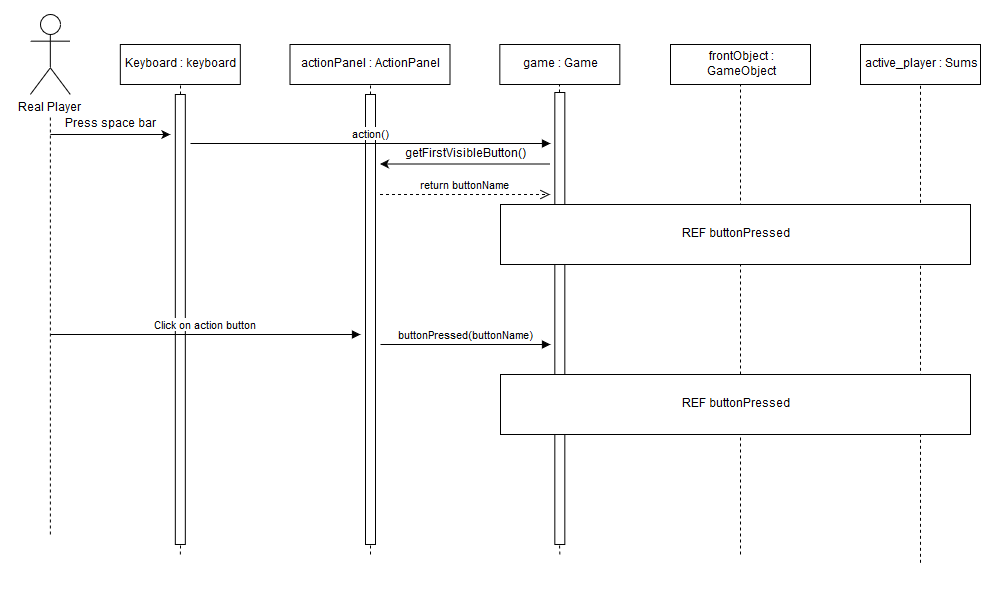 Real Player
Keyboard : keyboard
actionPanel : ActionPanel
game : Game
frontObject :
GameObject
active_player : Sums
Press space bar
action()
getFirstVisibleButton()
return buttonName
REF buttonPressed
Click on action button
buttonPressed(buttonName)
REF buttonPressed